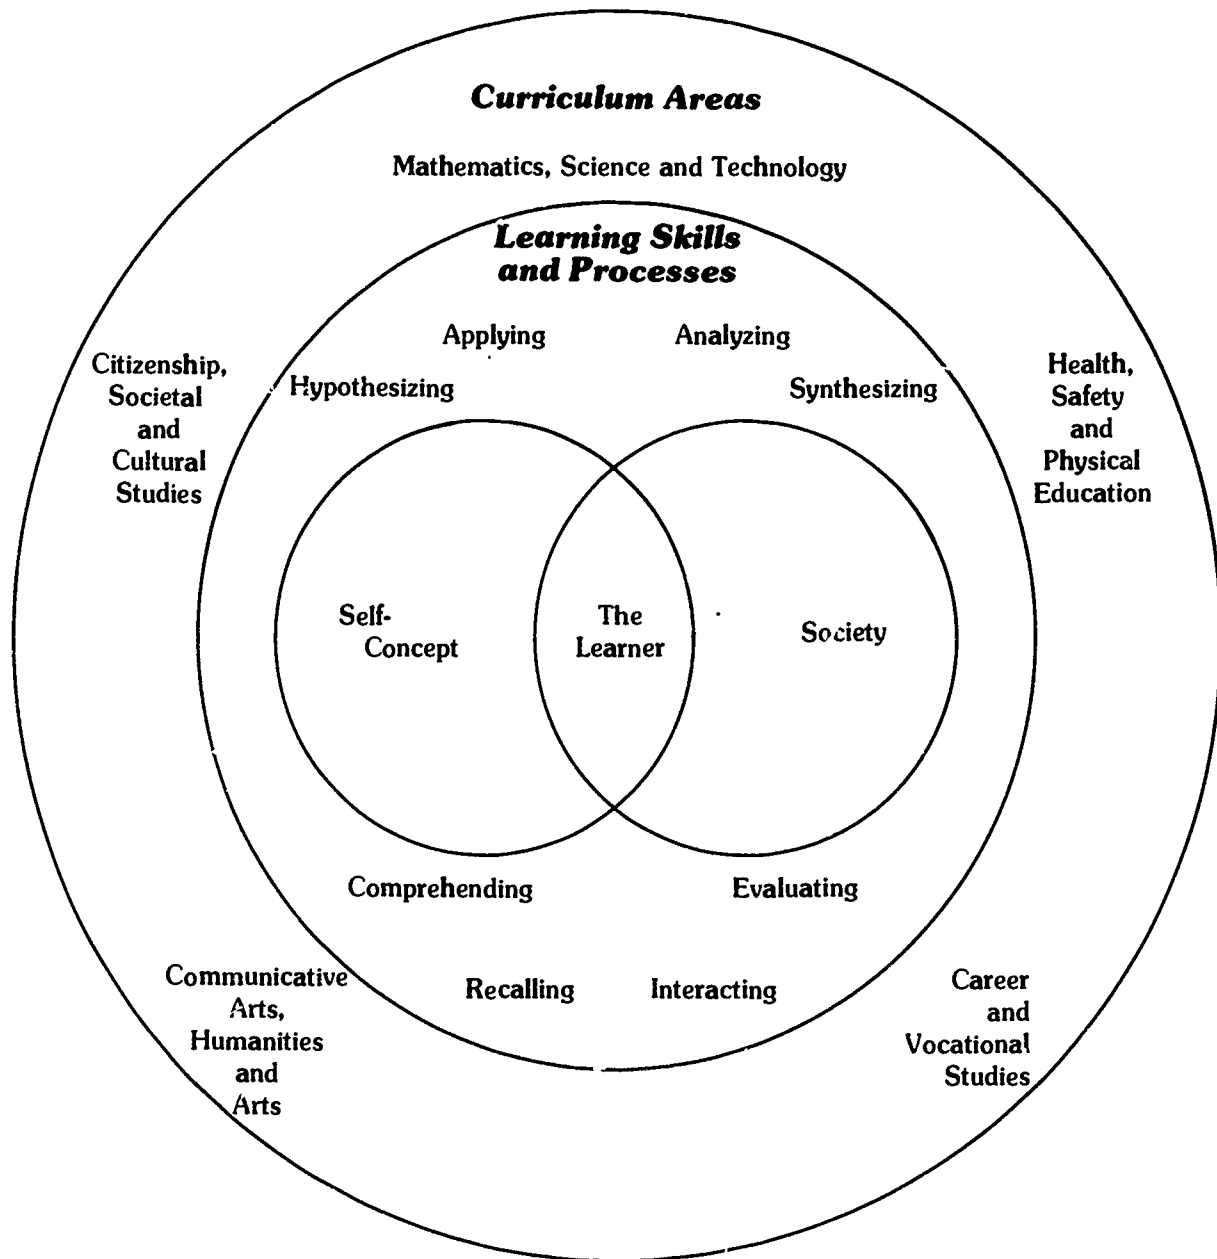 Curriculum Areas
Mathematics, Science and Technology
Learning Skills
and Processes
Applying
Analyzing
Hypothesizing
Synthesizing
Citizenship,
Societal
and
Cultural
Studies
Health,
Safety
and
Physical
Education
Self-
Concept
The
Learner
Society
Comprehending
Evaluating
Recalling
Interacting
Communicative
Arts,
Humanities
and
Arts
Career
and
Vocational
Studies